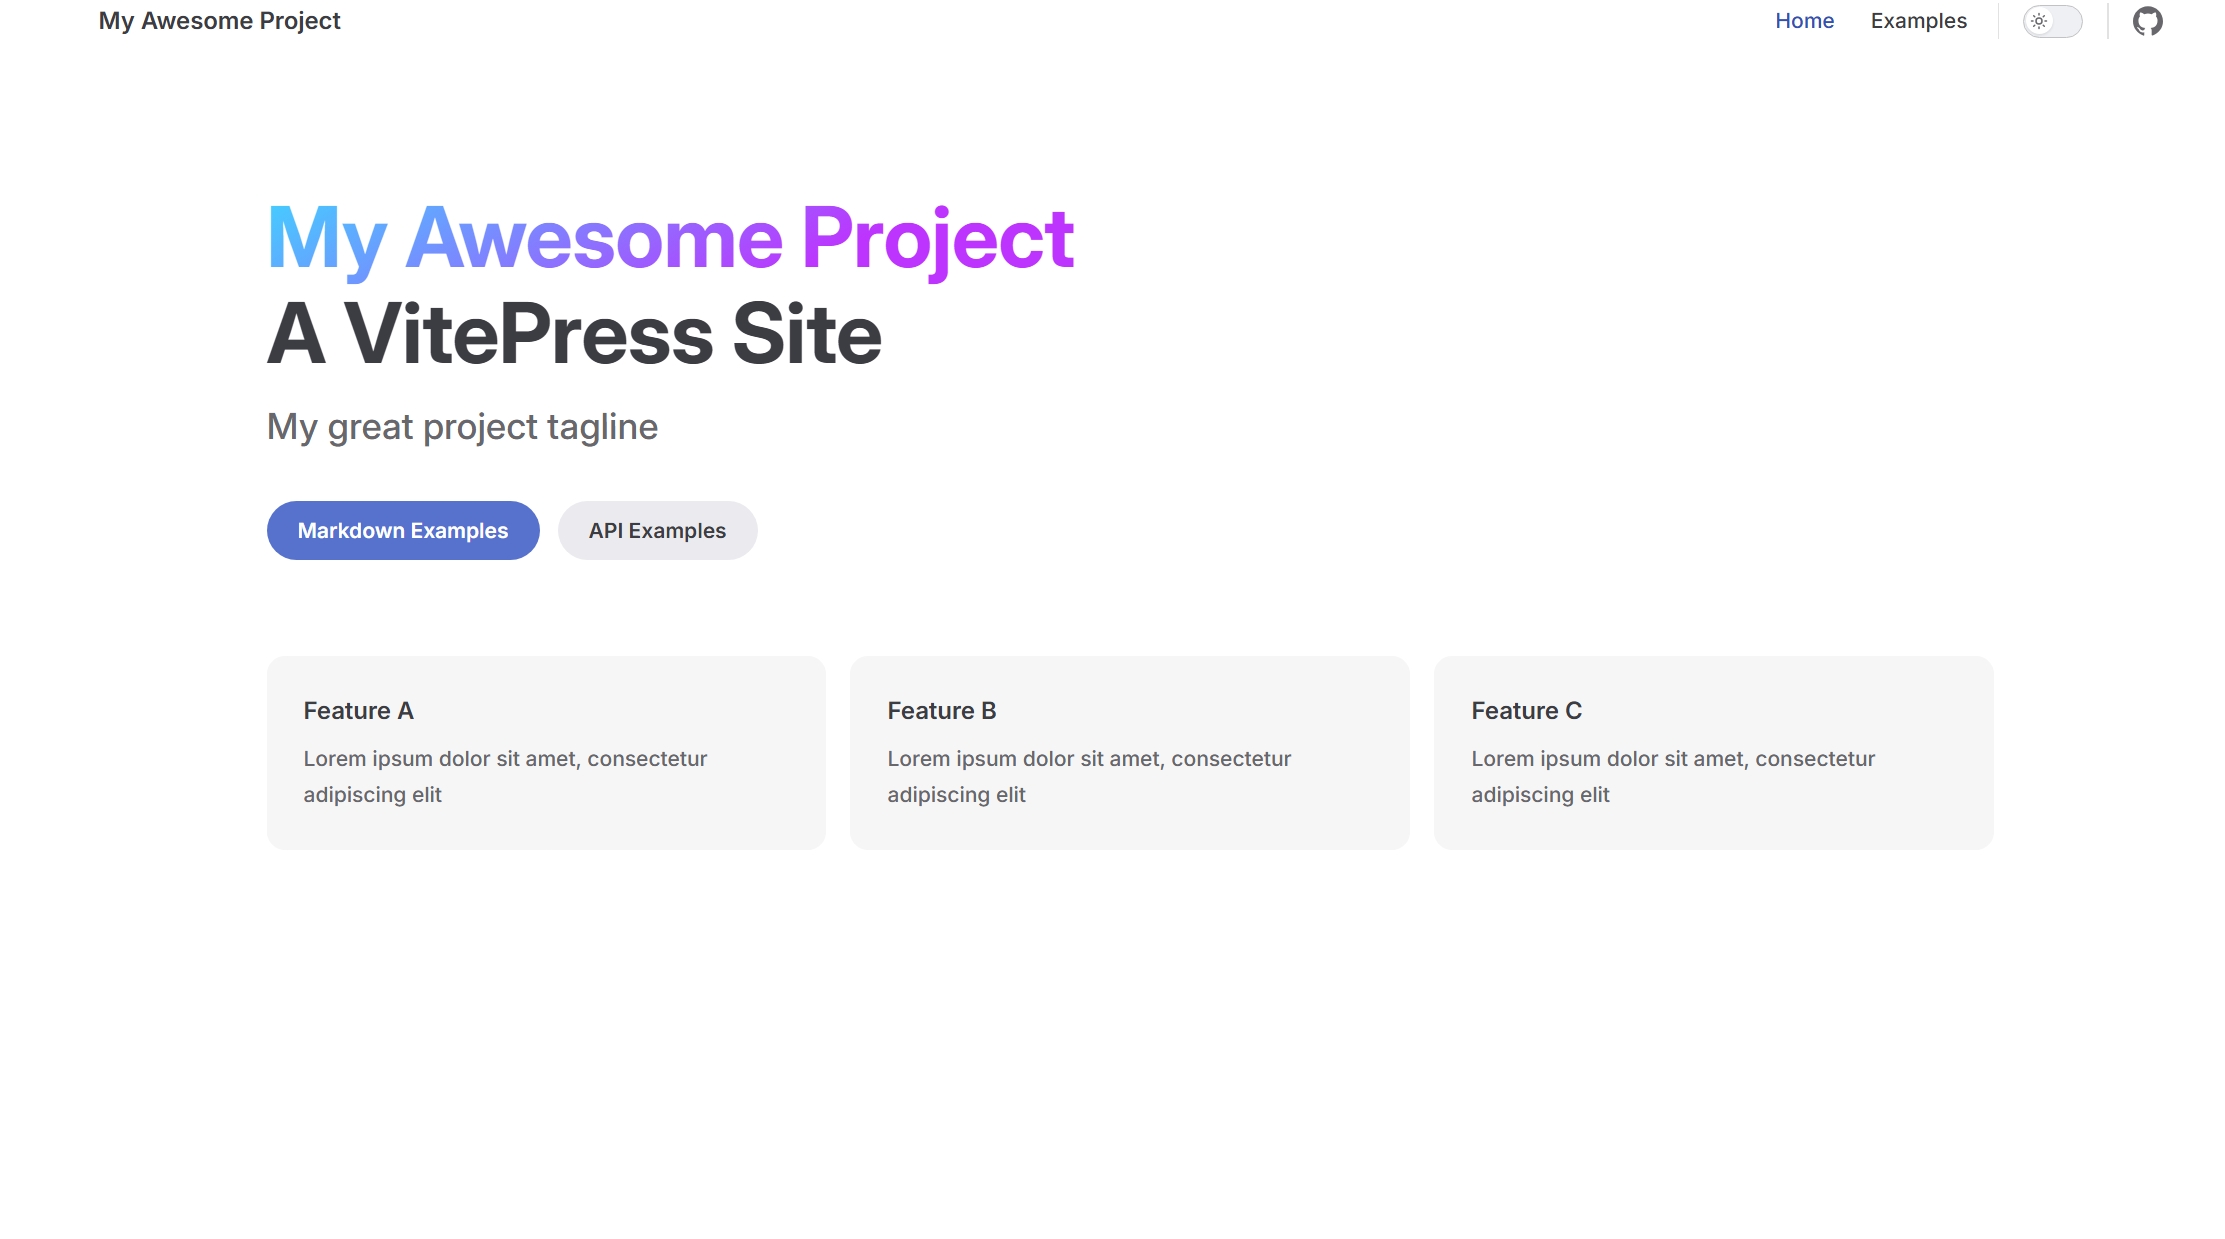 My Awesome Project
Home
Examples
My Awesome Project
A VitePress Site
My great project tagline
Markdown Examples
API Examples
Feature A
Lorem ipsum dolor sit amet, consectetur
adipiscing elit
Feature B
Lorem ipsum dolor sit amet, consectetur
adipiscing elit
Feature C
Lorem ipsum dolor sit amet, consectetur
adipiscing elit